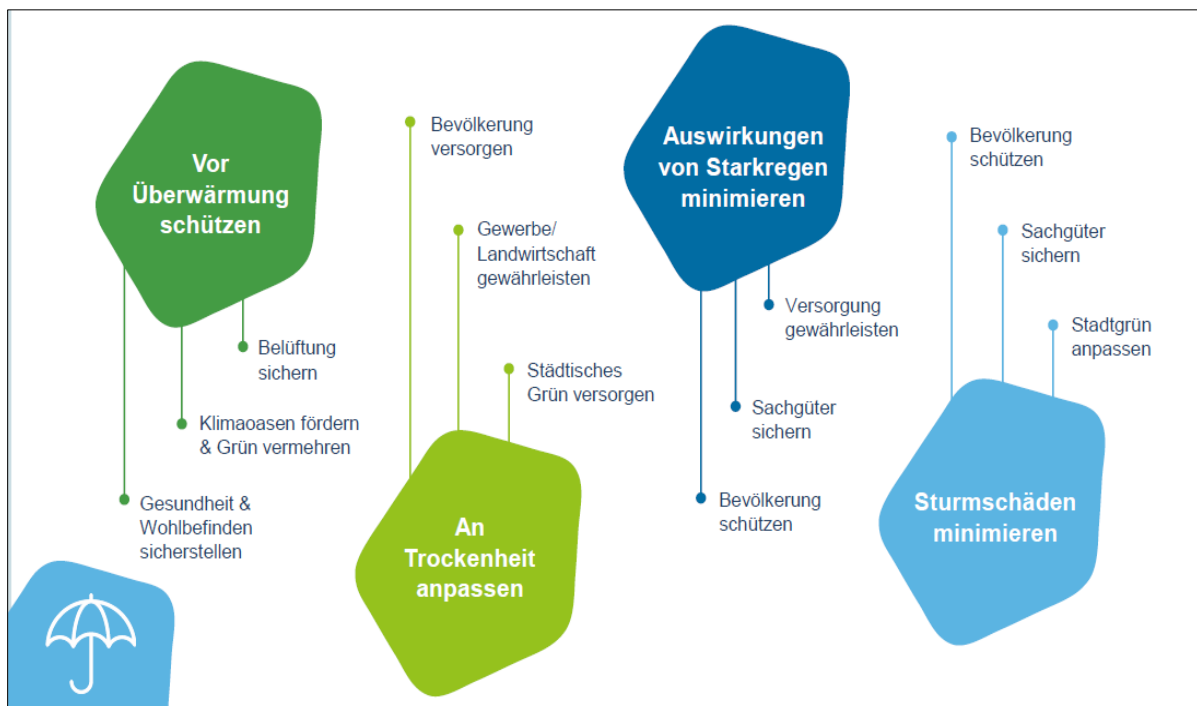 Vor
Überwärmung
schützen
Belüftung
sichern
Klimaoasen fördern
& Grün vermehren
Gesundheit &
Wohlbefinden
sicherstellen
Bevölkerung
versorgen
Gewerbe/
Landwirtschaft
gewährleisten
Städtisches
Grün versorgen
An
Trockenheit
anpassen
Auswirkungen
von Starkregen
minimieren
Versorgung
gewährleisten
Sachgüter
sichern
Bevölkerung
schützen
Bevölkerung
schützen
Sachgüter
sichern
Stadtgrün
anpassen
Sturmschäden
minimieren